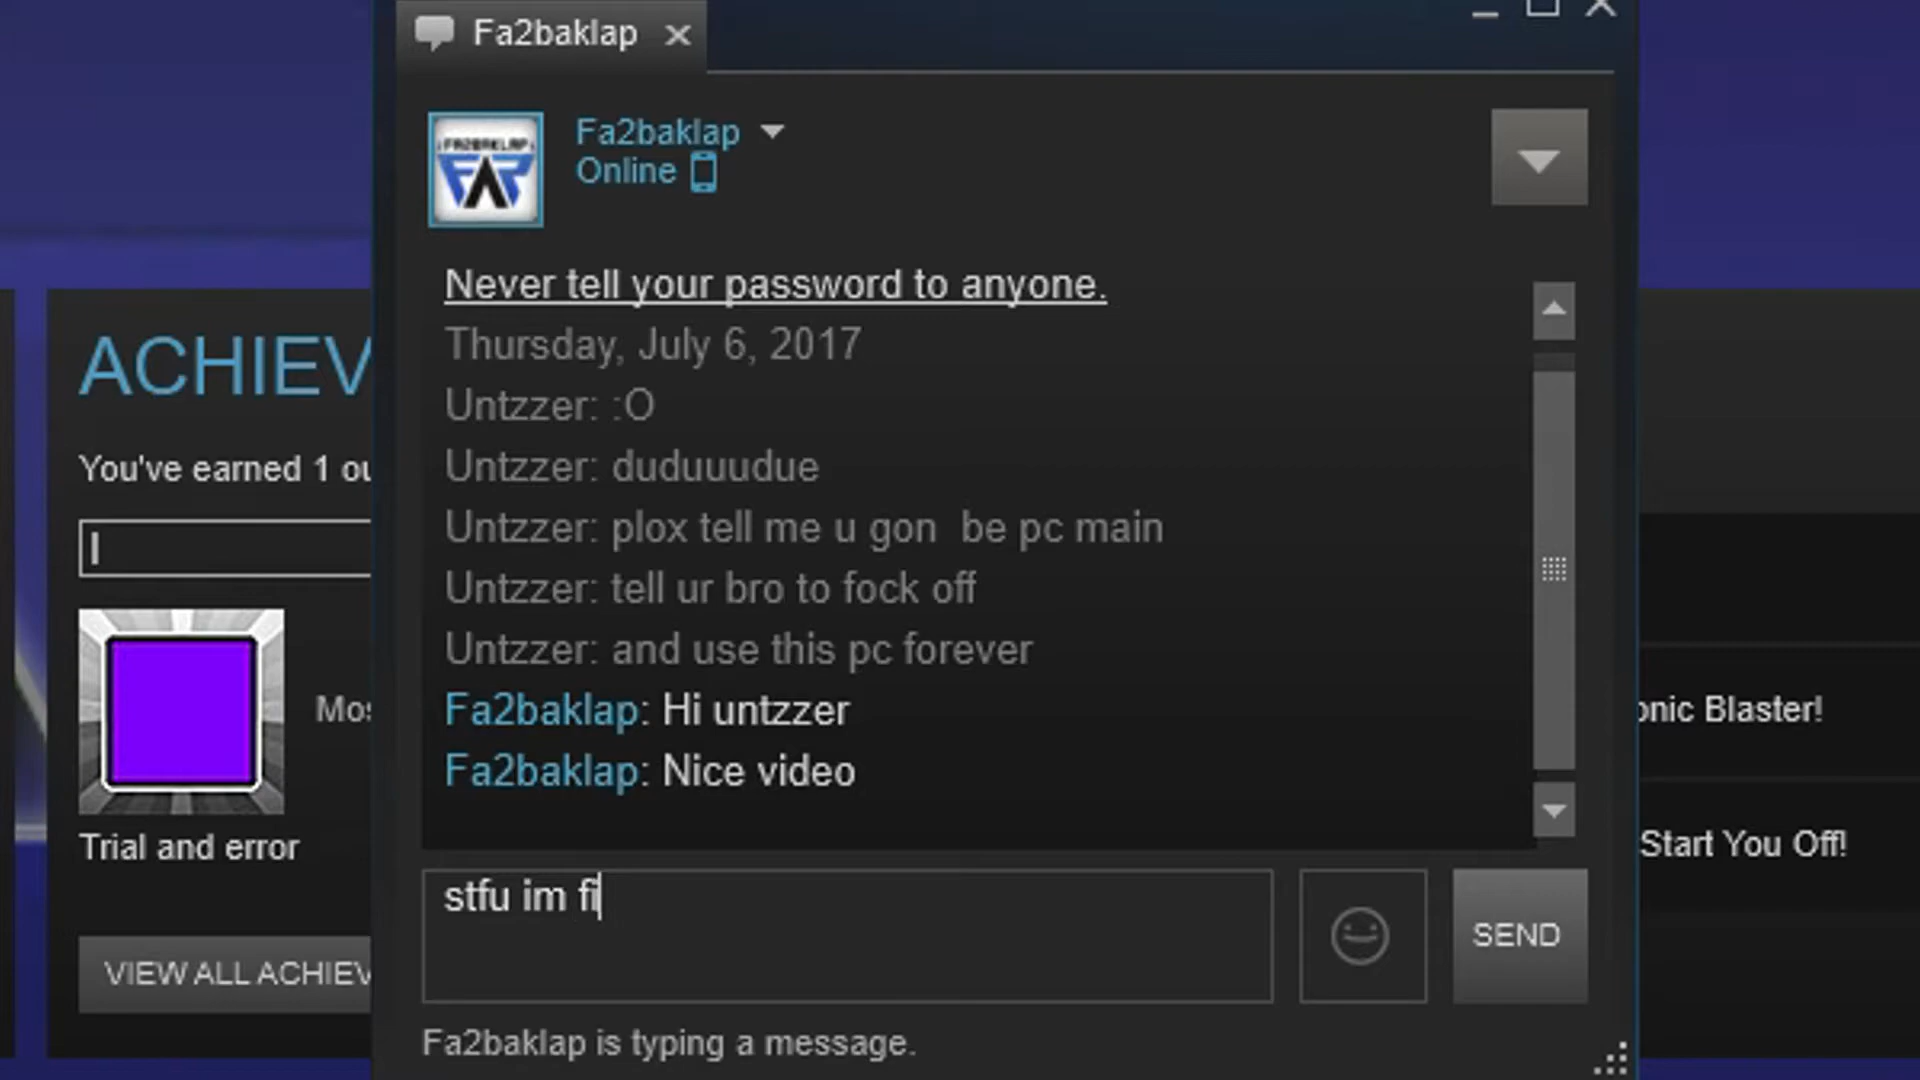 Fa2baklap
Fa2baklap
Online
FA2BAKLAP
Never tell your password to anyone.
Thursday, July 6, 2017
Untzzer: :O
Untzzer: duduuudue
Untzzer: plox tell me u gon  be pc main
Untzzer: tell ur bro to fock off
Untzzer: and use this pc forever
Fa2baklap: Hi untzzer
Fa2baklap: Nice video
stfu im fi
SEND
Fa2baklap is typing a message.
ACHIEV
You've earned 1 ou
Mos
Trial and error
VIEW ALL ACHIEV
onic Blaster!
Start You Off!